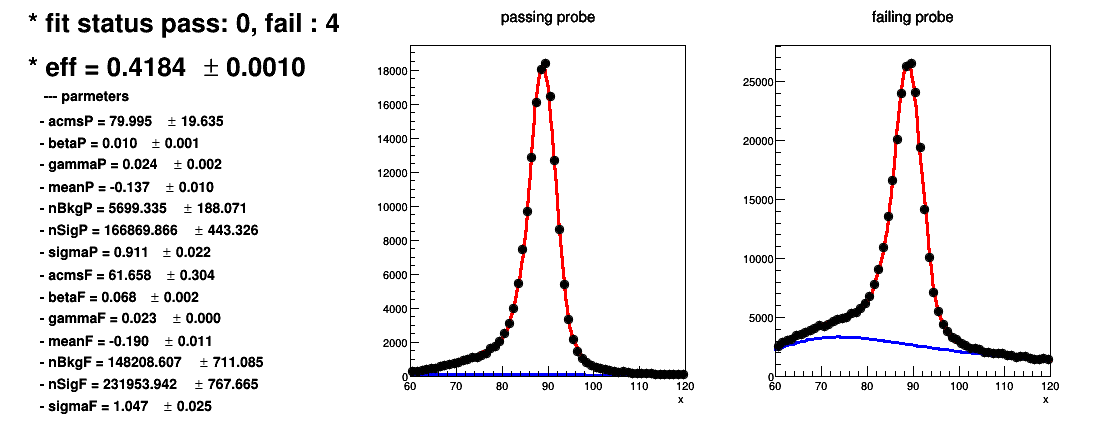 * fit status pass: 0, fail : 4
* eff = 0.4184 ± 0.0010
--- parmeters
- acmsP = 79.995 ± 19.635
- betaP = 0.010 ± 0.001
- gammaP = 0.024 ± 0.002
- meanP = -0.137 ± 0.010
- nBkgP = 5699.335 ± 188.071
- nSigP = 166869.866 ± 443.326
- sigmaP = 0.911 ± 0.022
- acmsF = 61.658 ± 0.304
- betaF = 0.068 ± 0.002
- gammaF = 0.023 ± 0.000
- meanF = -0.190 ± 0.011
- nBkgF = 148208.607 ± 711.085
- nSigF = 231953.942 ± 767.665
- sigmaF = 1.047 ± 0.025
passing probe
18000
16000
14000
12000
10000
8000
6000
4000
2000
0
60 70 80 90 100 110 120
x
failing probe
25000
20000
15000
10000
5000
0
60 70 80 90 100 110 120
x